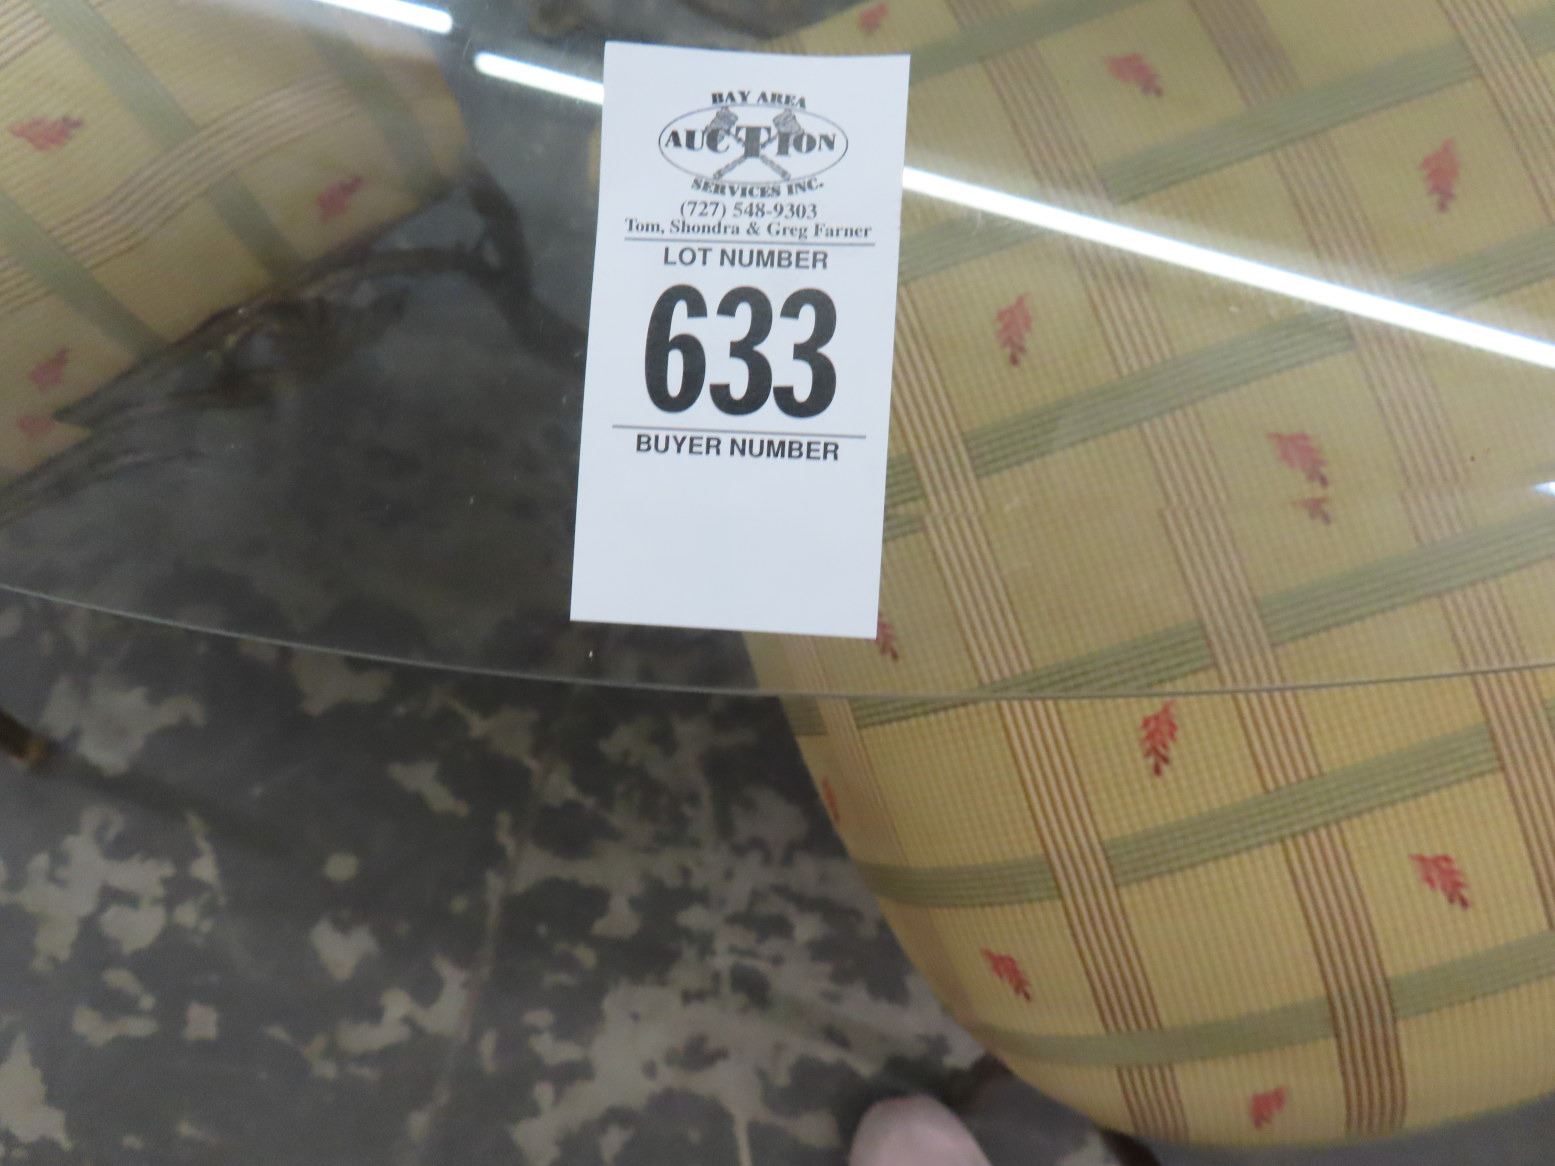 BAY AREA
AUCTION
SERVICES INC.
(727) 548-9303
Tom, Shondra & Greg Farner
LOT NUMBER
633
BUYER NUMBER